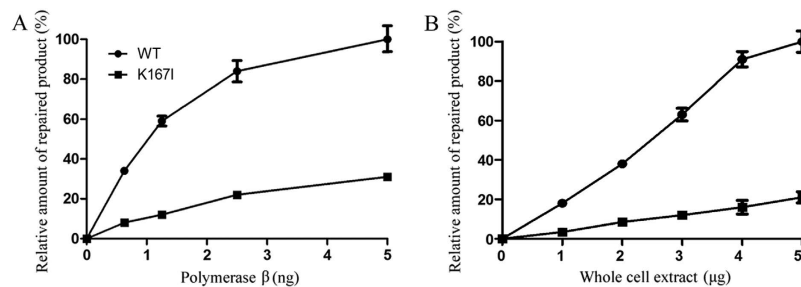 A
Relative amount of repaired product (%)
100
80
60
40
20
0
WT
K167I
0 1 2 3 4 5
Polymerase β (ng)
B
Relative amount of repaired product (%)
100
80
60
40
20
0
0 1 2 3 4 5
Whole cell extract (μg)